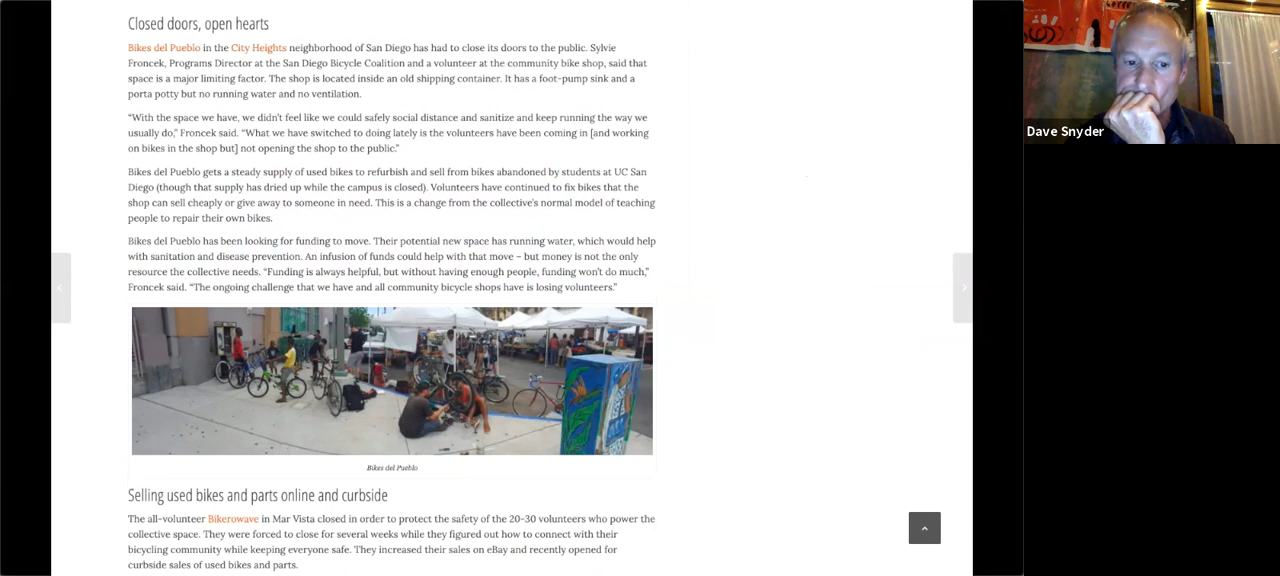 Closed doors, open hearts
Bikes del Pueblo in the City Heights neighborhood of San Diego has had to close its doors to the public. Sylvie
Froncek, Programs Director at the San Diego Bicycle Coalition and a volunteer at the community bike shop, said that
space is a major limiting factor. The shop is located inside an old shipping container. It has a foot-pump sink and a
porta potty but no running water and no ventilation.
“With the space we have, we didn’t feel like we could safely social distance and sanitize and keep running the way we
usually do,” Froncek said. “What we have switched to doing lately is the volunteers have been coming in [and working
on bikes in the shop but] not opening the shop to the public.”
Bikes del Pueblo gets a steady supply of used bikes to refurbish and sell from bikes abandoned by students at UC San
Diego (though that supply has dried up while the campus is closed). Volunteers have continued to fix bikes that the
shop can sell cheaply or give away to someone in need. This is a change from the collective’s normal model of teaching
people to repair their own bikes.
Bikes del Pueblo has been looking for funding to move. Their potential new space has running water, which would help
with sanitation and disease prevention. An infusion of funds could help with that move – but money is not the only
resource the collective needs. “Funding is always helpful, but without having enough people, funding won’t do much,”
Froncek said. “The ongoing challenge that we have and all community bicycle shops have is losing volunteers.”
Bikes del Pueblo
Selling used bikes and parts online and curbside
The all-volunteer Bikerowave in Mar Vista closed in order to protect the safety of the 20-30 volunteers who power the
collective space. They were forced to close for several weeks while they figured out how to connect with their
bicycling community while keeping everyone safe. They increased their sales on eBay and recently opened for
curbside sales of used bikes and parts.
Dave Snyder